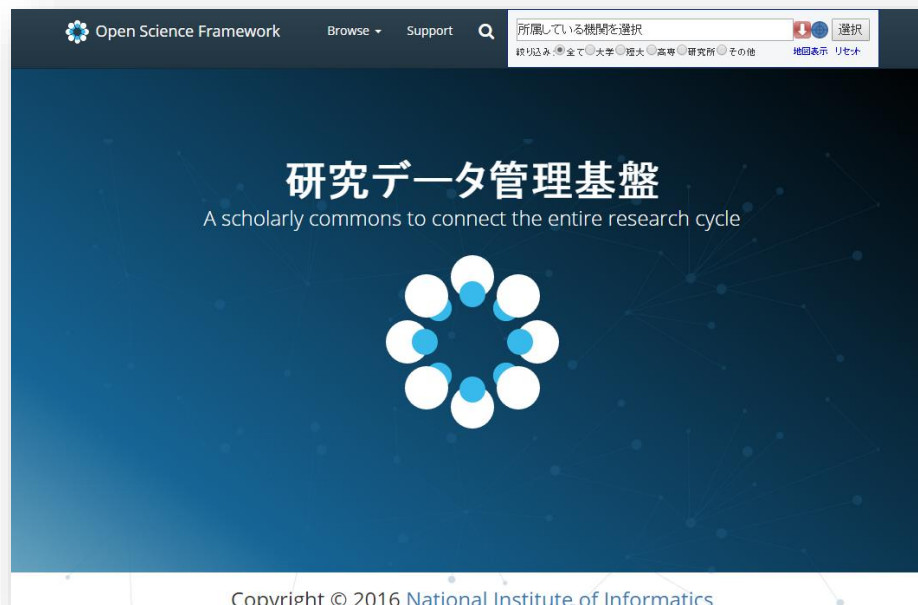 Open Science Framework Browse Support 所属している機関を選択 選択
絞り込み: 全て 大学 短大 高専 研究所 その他 地図表示 リセット
研究データ管理基盤
A scholarly commons to connect the entire research cycle
Copyright © 2016 National Institute of Informatics